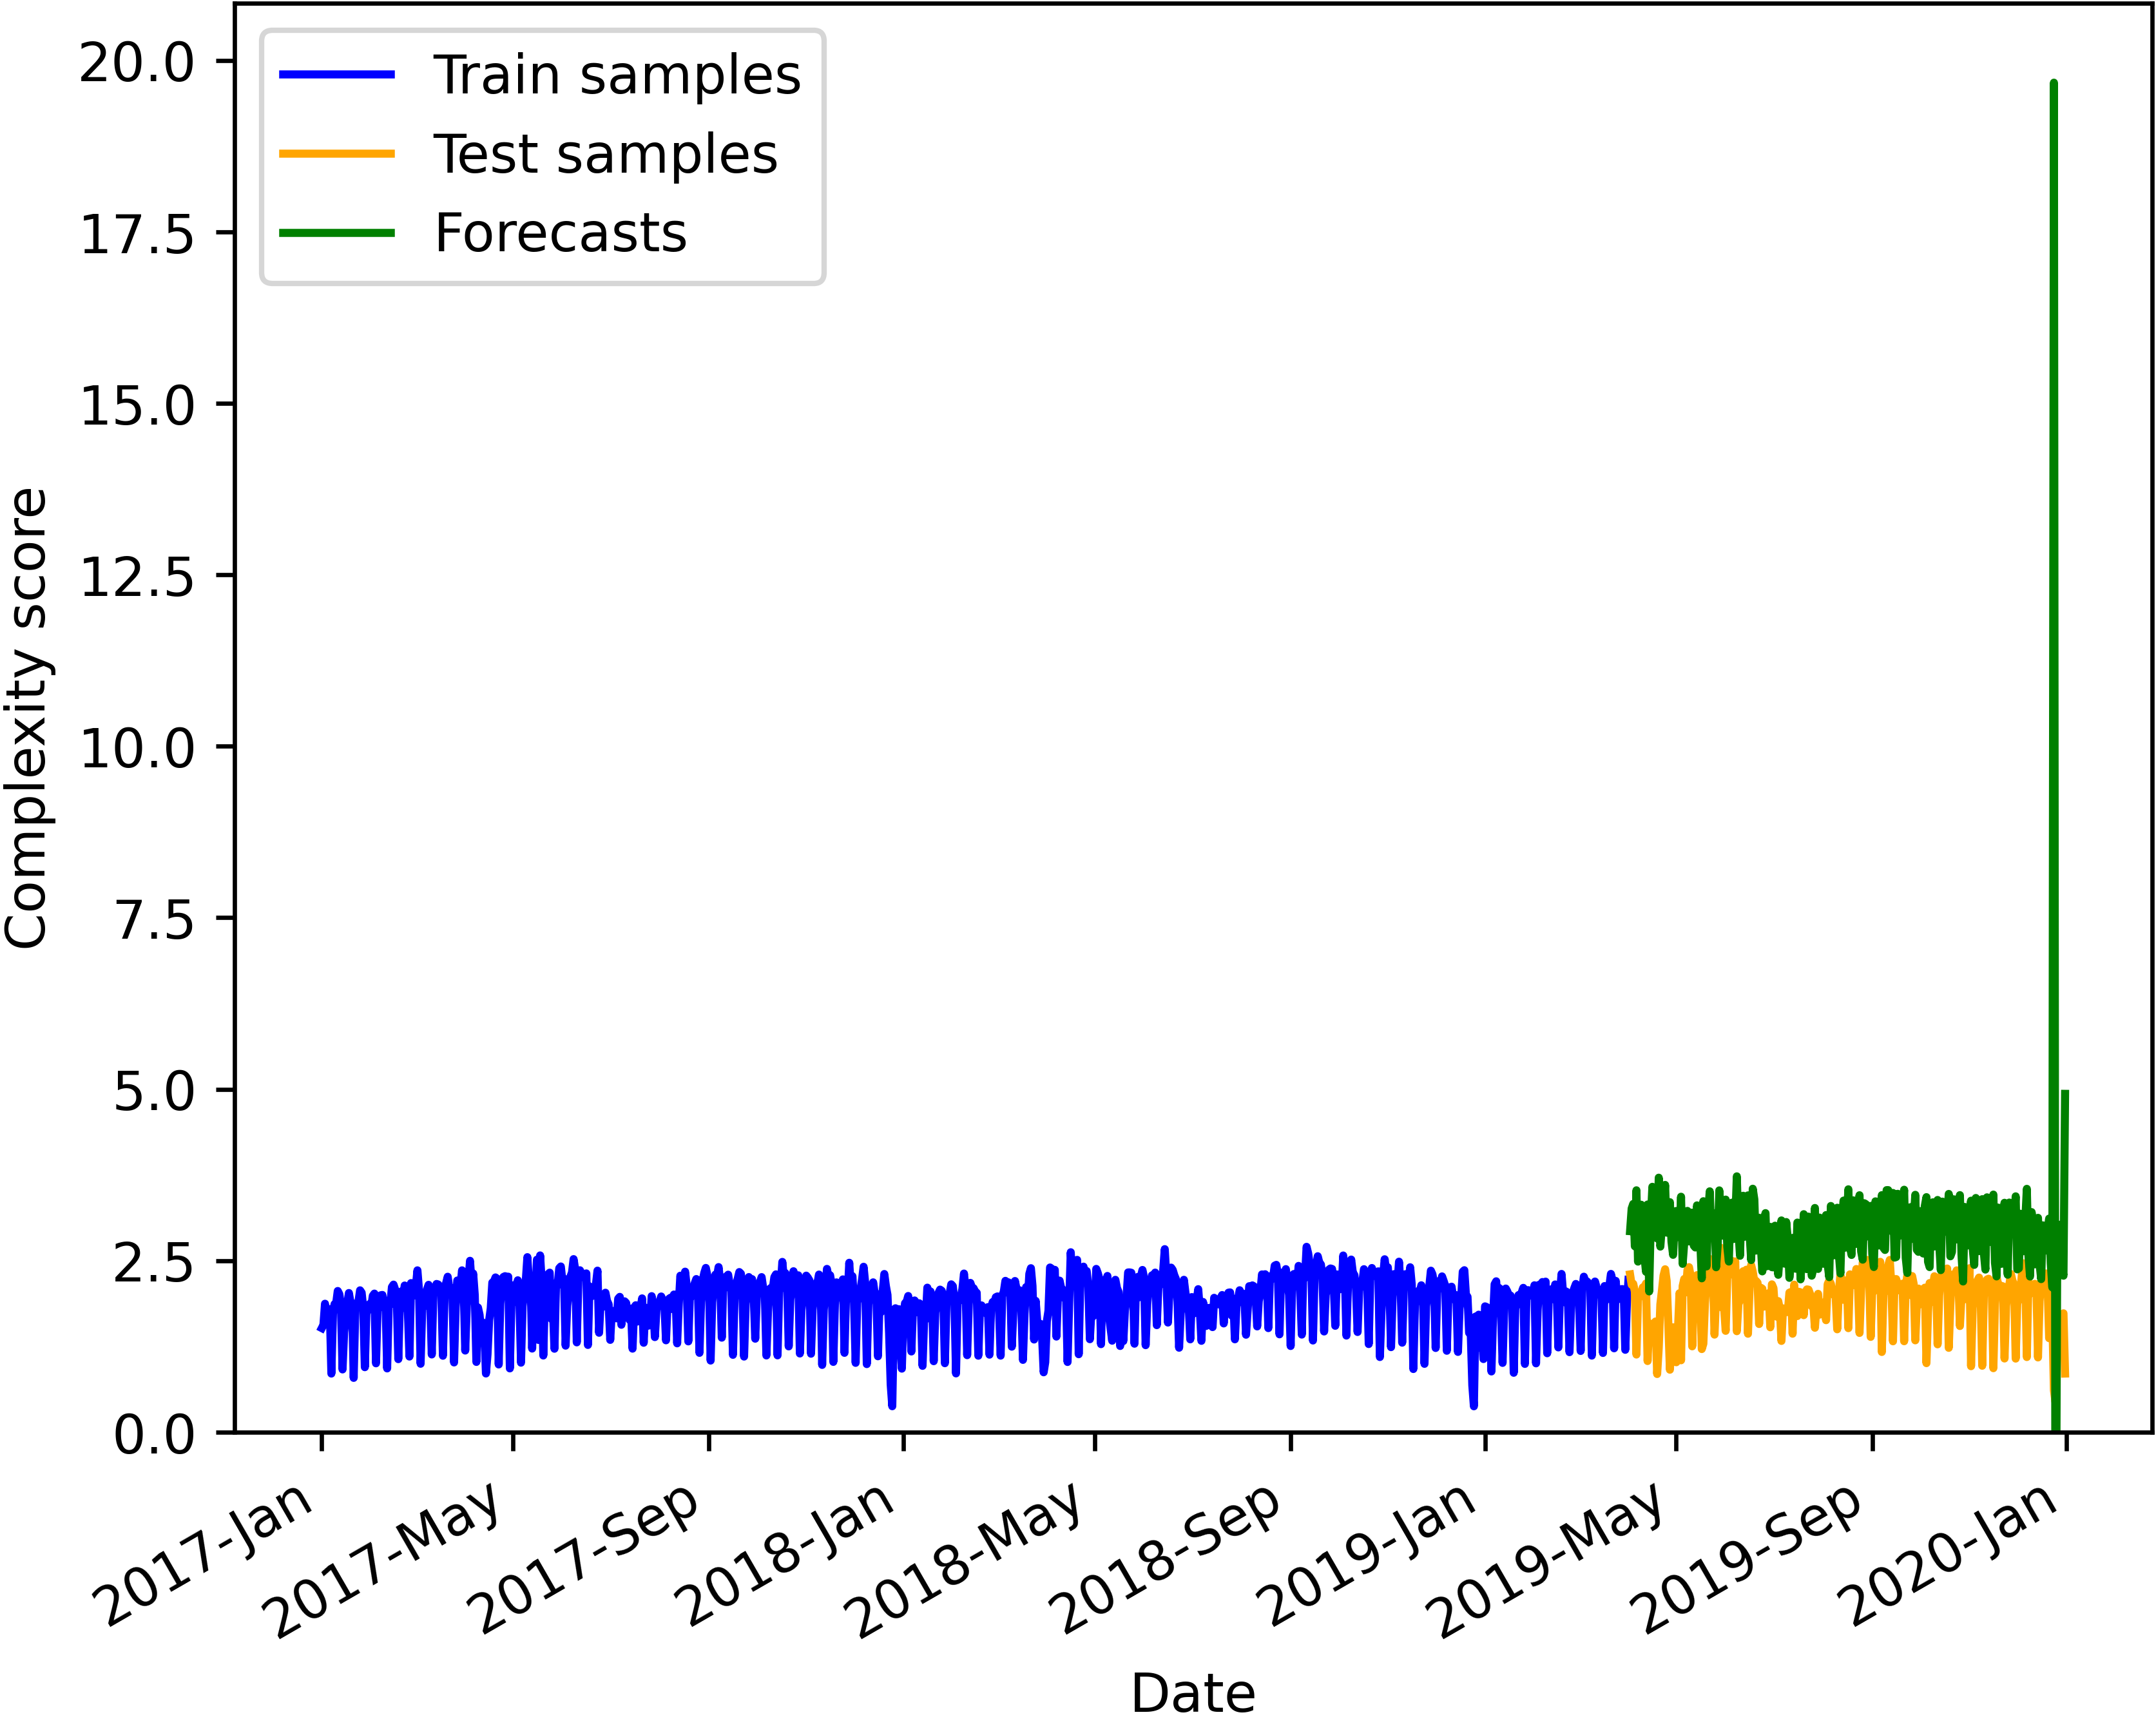 Train samples
Test samples
Forecasts
20.0
17.5
15.0
12.5
10.0
7.5
5.0
2.5
0.0
Complexity score
2017-Jan
2017-May
2017-Sep
2018-Jan
2018-May
2018-Sep
2019-Jan
2019-May
2019-Sep
2020-Jan
Date